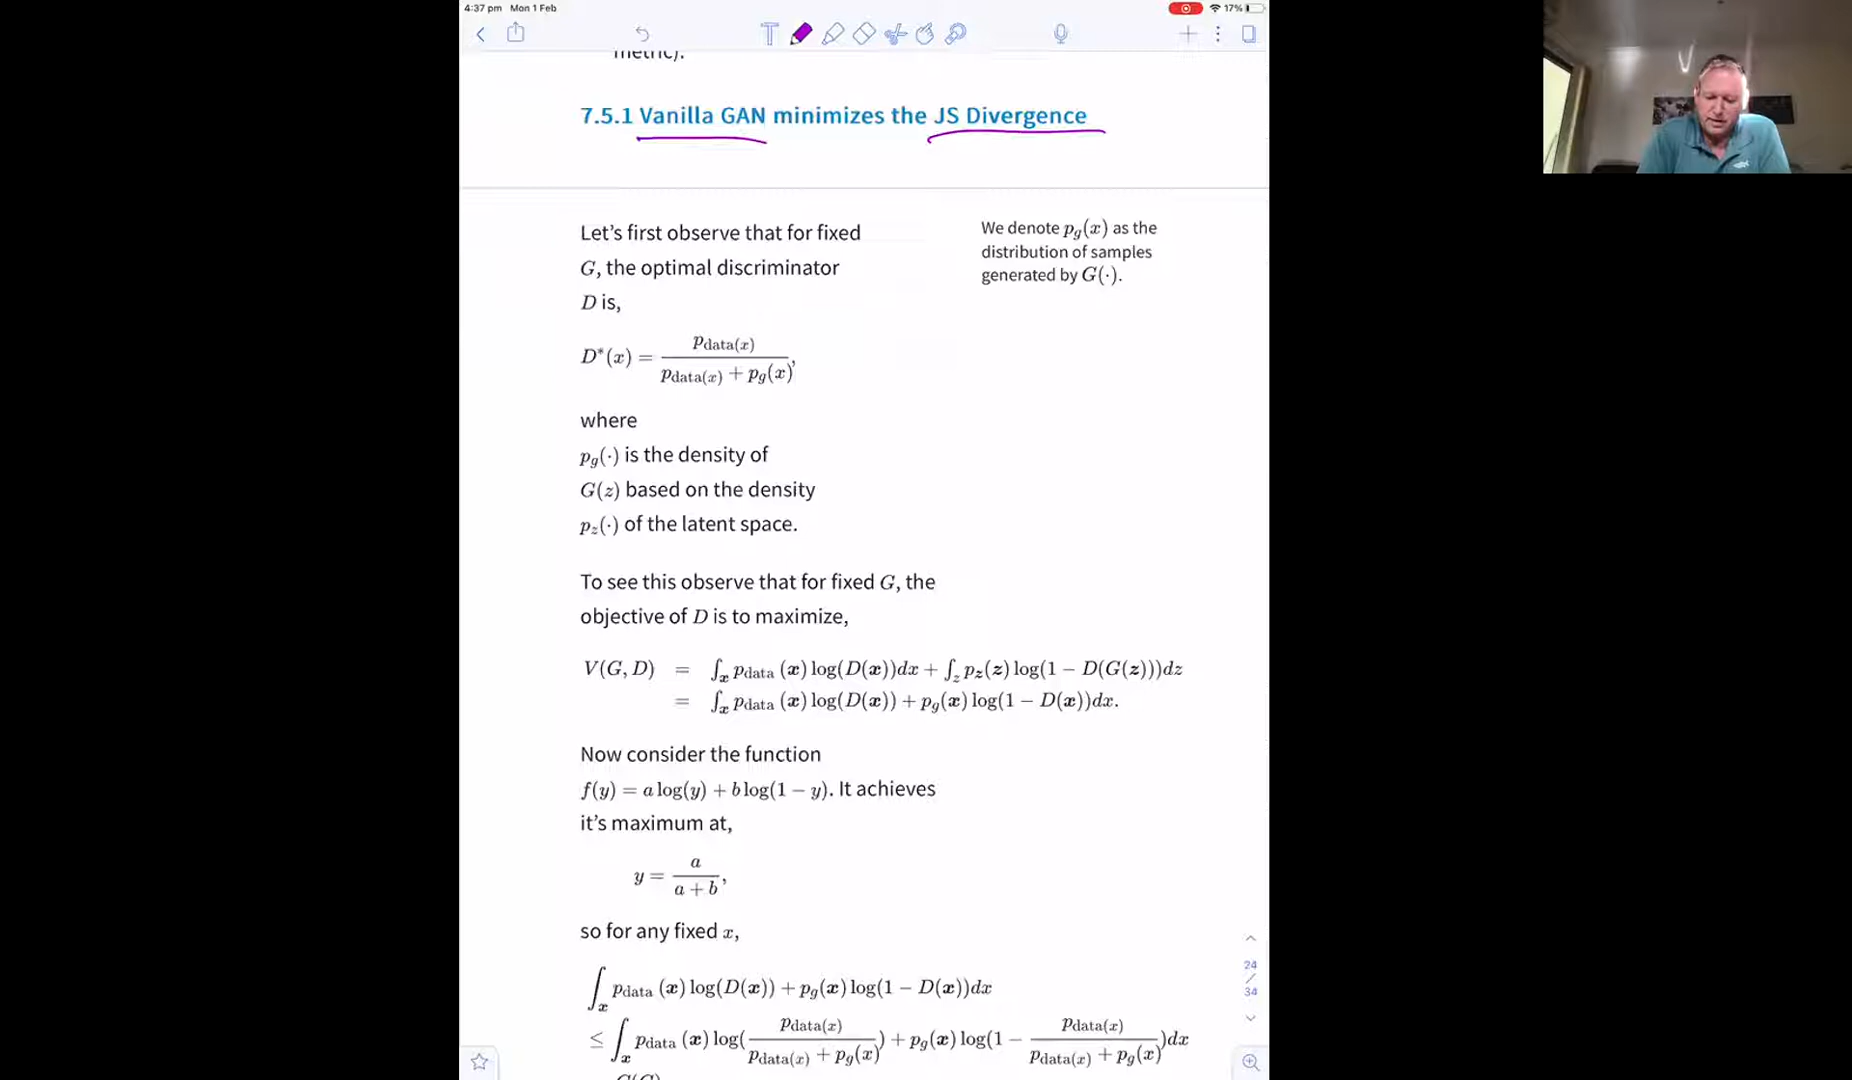 4:37 pm Mon 1 Feb
17%
metric).
7.5.1 Vanilla GAN minimizes the JS Divergence
Let's first observe that for fixed
G, the optimal discriminator
D is,
We denote p_g(x) as the
distribution of samples
generated by G(·).
D*(x) = p_data(x) / (p_data(x) + p_g(x)),
where
p_g(·) is the density of
G(z) based on the density
p_z(·) of the latent space.
To see this observe that for fixed G, the
objective of D is to maximize,
V(G, D) = ∫_x p_data (x) log(D(x))dx + ∫_z p_z(z) log(1 − D(G(z)))dz
= ∫_x p_data (x) log(D(x)) + p_g(x) log(1 − D(x))dx.
Now consider the function
f(y) = a log(y) + b log(1 − y). It achieves
it's maximum at,
y = a / (a + b),
so for any fixed x,
∫_x p_data (x) log(D(x)) + p_g(x) log(1 − D(x))dx
≤ ∫_x p_data (x) log(p_data(x) / (p_data(x) + p_g(x))) + p_g(x) log(1 − p_data(x) / (p_data(x) + p_g(x)))dx
24
/
34